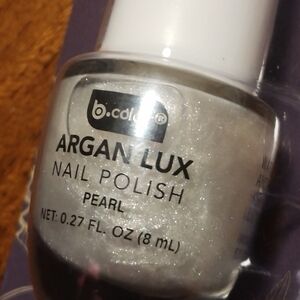 b.color®
ARGAN LUX
NAIL POLISH
PEARL
NET: 0.27 FL. OZ (8 mL)